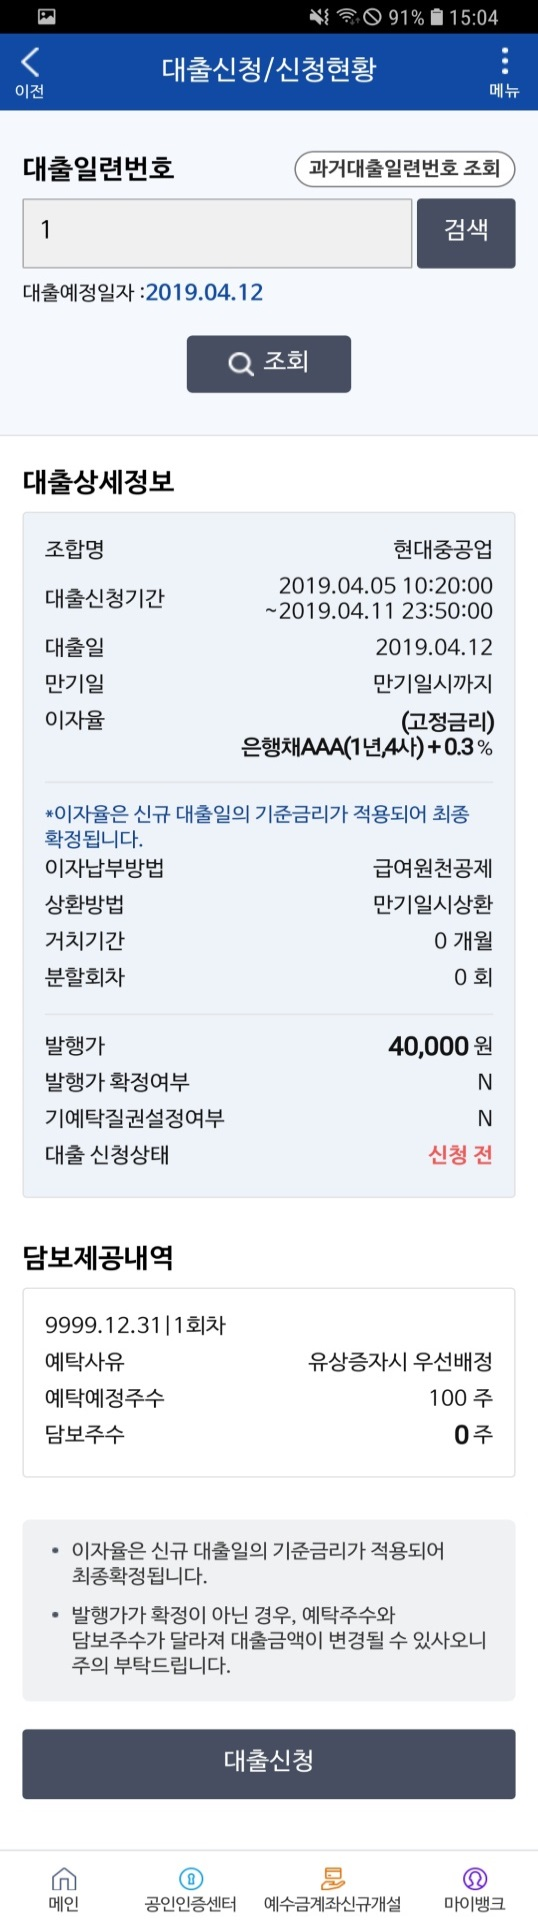 91% 15:04
이전
대출신청/신청현황
메뉴
대출일련번호
과거대출일련번호 조회
1
검색
대출예정일자 :2019.04.12
조회
대출상세정보
조합명 현대중공업
대출신청기간 2019.04.05 10:20:00
~2019.04.11 23:50:00
대출일 2019.04.12
만기일 만기일시까지
이자율 (고정금리)
은행채AAA(1년,4사)+0.3 %
*이자율은 신규 대출일의 기준금리가 적용되어 최종
확정됩니다.
이자납부방법 급여원천공제
상환방법 만기일시상환
거치기간 0 개월
분할회차 0 회
발행가 40,000 원
발행가 확정여부 N
기예탁질권설정여부 N
대출 신청상태 신청 전
담보제공내역
9999.12.31|1회차
예탁사유 유상증자시 우선배정
예탁예정주수 100 주
담보주수 0 주
• 이자율은 신규 대출일의 기준금리가 적용되어
최종확정됩니다.
• 발행가가 확정이 아닌 경우, 예탁주수와
담보주수가 달라져 대출금액이 변경될 수 있사오니
주의 부탁드립니다.
대출신청
메인
공인인증센터
예수금계좌신규개설
마이뱅크